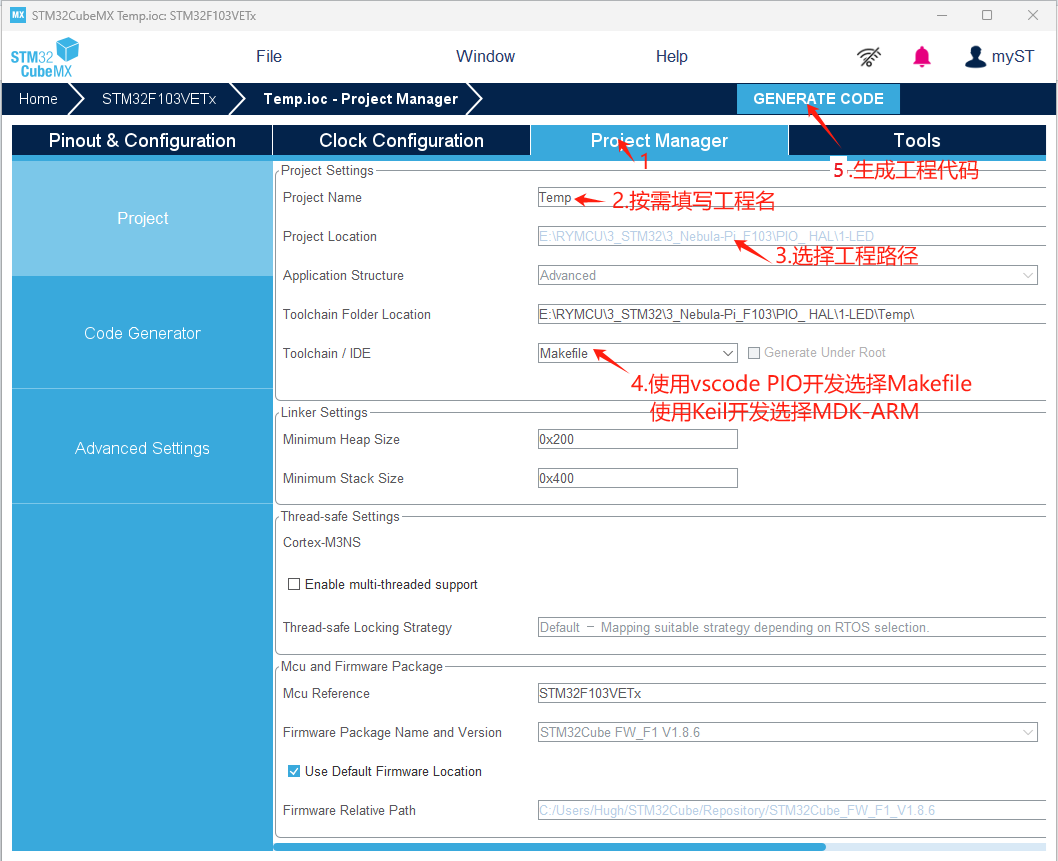 MX STM32CubeMX Temp.ioc: STM32F103VETx
STM32 CubeMX
File Window Help myST
Home STM32F103VETx Temp.ioc - Project Manager GENERATE CODE
Pinout & Configuration Clock Configuration Project Manager Tools
1
5 .生成工程代码
Project
Code Generator
Advanced Settings
Project Settings
Project Name Temp 2.按需填写工程名
Project Location E:\RYMCU\3_STM32\3_Nebula-Pi_F103\PIO_ HAL\1-LED
3.选择工程路径
Application Structure Advanced
Toolchain Folder Location E:\RYMCU\3_STM32\3_Nebula-Pi_F103\PIO_ HAL\1-LED\Temp\
Toolchain / IDE Makefile Generate Under Root
4.使用vscode PIO开发选择Makefile
使用Keil开发选择MDK-ARM
Linker Settings
Minimum Heap Size 0x200
Minimum Stack Size 0x400
Thread-safe Settings
Cortex-M3NS
Enable multi-threaded support
Thread-safe Locking Strategy Default － Mapping suitable strategy depending on RTOS selection.
Mcu and Firmware Package
Mcu Reference STM32F103VETx
Firmware Package Name and Version STM32Cube FW_F1 V1.8.6
Use Default Firmware Location
Firmware Relative Path C:/Users/Hugh/STM32Cube/Repository/STM32Cube_FW_F1_V1.8.6